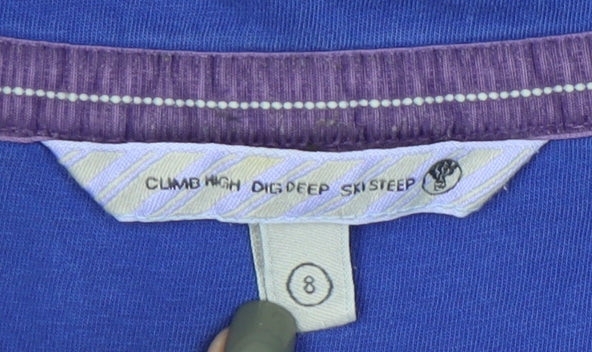 CLIMB HIGH DIG DEEP SKI STEEP
8